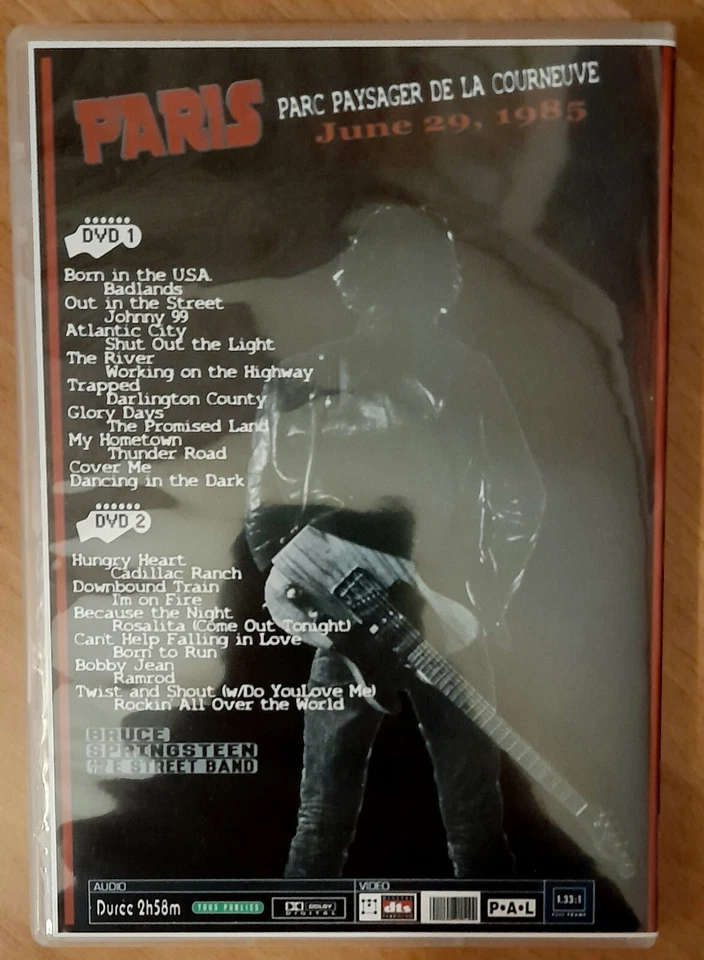 PARIS PARC PAYSAGER DE LA COURNEUVE
June 29, 1985
DVD 1
Born in the U.S.A.
Badlands
Out in the Street
Johnny 99
Atlantic City
Shut Out the Light
The River
Working on the Highway
Trapped
Darlington County
Glory Days
The Promised Land
My Hometown
Thunder Road
Cover Me
Dancing in the Dark
DVD 2
Hungry Heart
Cadillac Ranch
Downbound Train
I'm on Fire
Because the Night
Rosalita (Come Out Tonight)
Can't Help Falling in Love
Born to Run
Bobby Jean
Ramrod
Twist and Shout (w/Do YouLove Me)
Rockin' All Over the World
BRUCE
SPRINGSTEEN
AND THE E STREET BAND
AUDIO VIDEO
Durée 2h58m TOUS PUBLICS DOLBY DIGITAL dts P•A•L 1.33:1